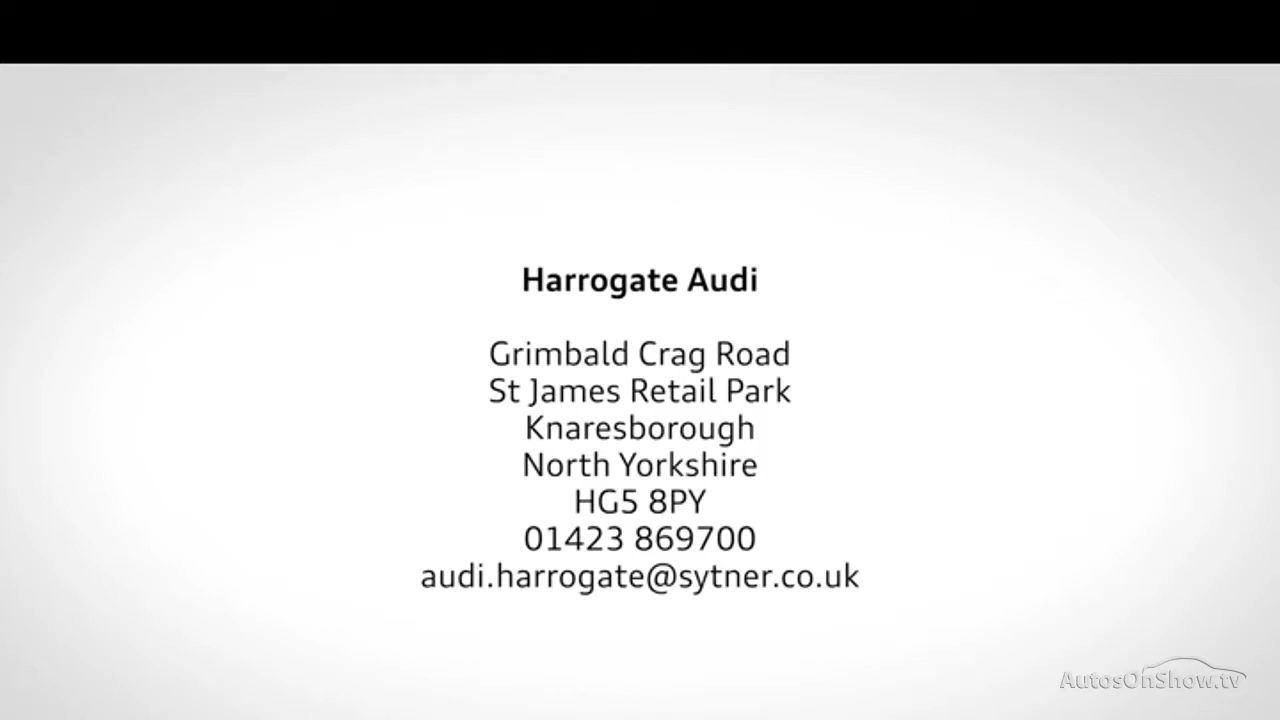 Harrogate Audi
Grimbald Crag Road
St James Retail Park
Knaresborough
North Yorkshire
HG5 8PY
01423 869700
audi.harrogate@sytner.co.uk
AutosOnShow.tv